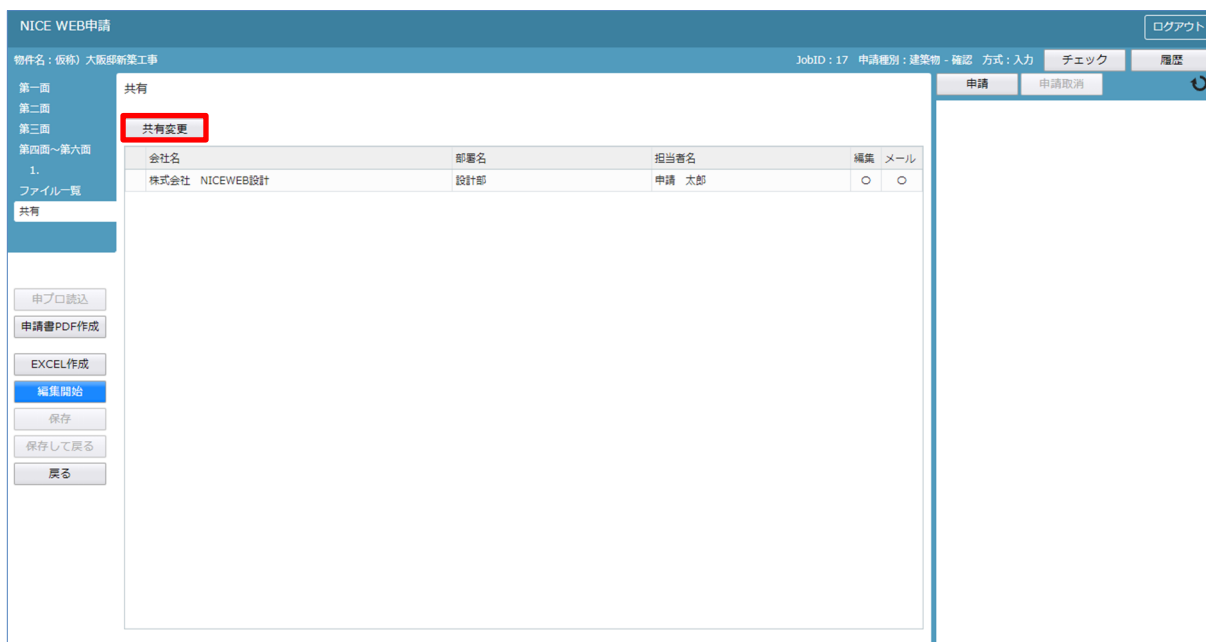 NICE WEB申請
ログアウト
物件名：仮称）大阪邸新築工事 JobID：17 申請種別：建築物 - 確認 方式：入力 チェック 履歴
申請 申請取消
第一面
第二面
第三面
第四面～第六面
1.
ファイル一覧
共有
共有
共有変更
会社名 部署名 担当者名 編集 メール
株式会社 NICEWEB設計 設計部 申請 太郎 ○ ○
申プロ読込
申請書PDF作成
EXCEL作成
編集開始
保存
保存して戻る
戻る